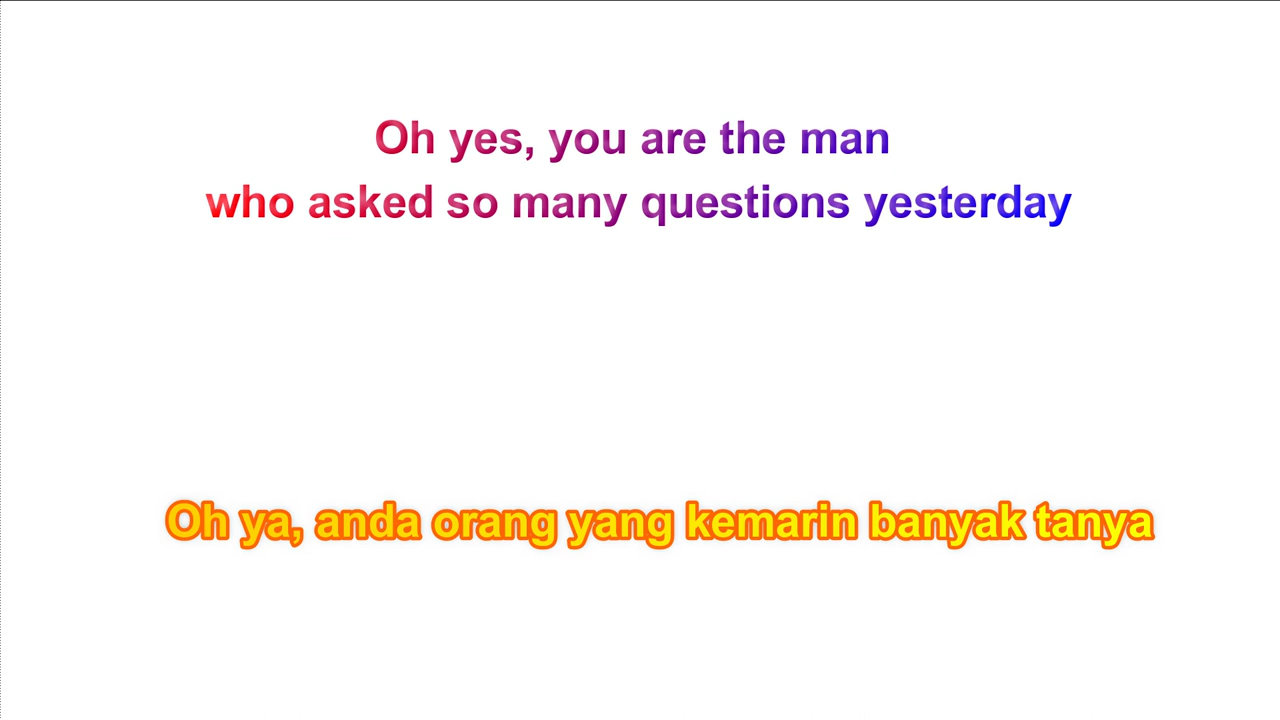 Oh yes, you are the man
who asked so many questions yesterday
Oh ya, anda orang yang kemarin banyak tanya